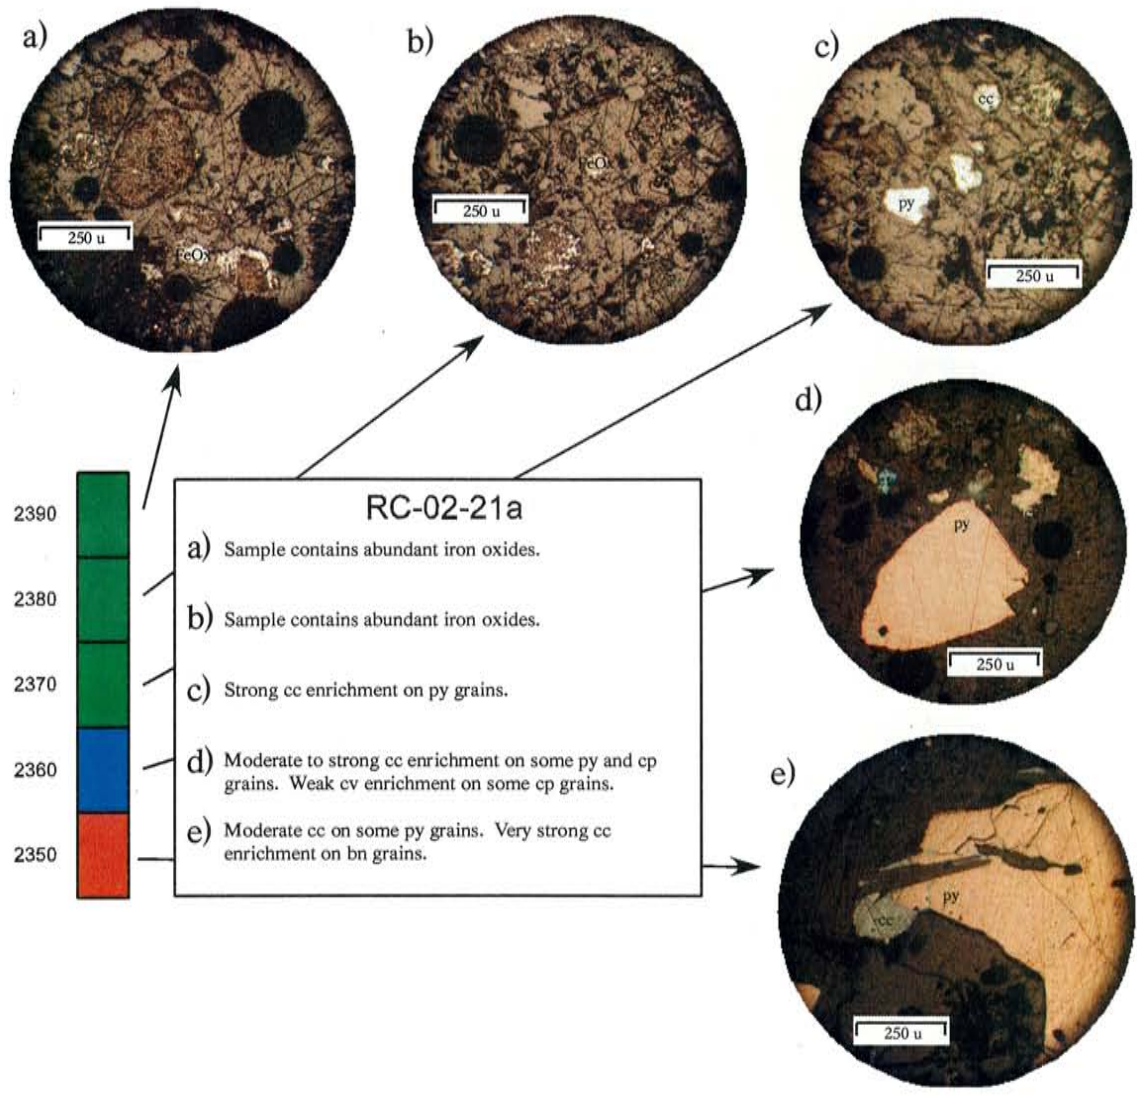 a)
b)
c)
cc
FeOx
py
250 u
FeOx
250 u
250 u
d)
py
250 u
2390
2380
2370
2360
2350
RC-02-21a
a) Sample contains abundant iron oxides.
b) Sample contains abundant iron oxides.
c) Strong cc enrichment on py grains.
d) Moderate to strong cc enrichment on some py and cp
grains. Weak cv enrichment on some cp grains.
e) Moderate cc on some py grains. Very strong cc
enrichment on bn grains.
e)
py
cc
250 u